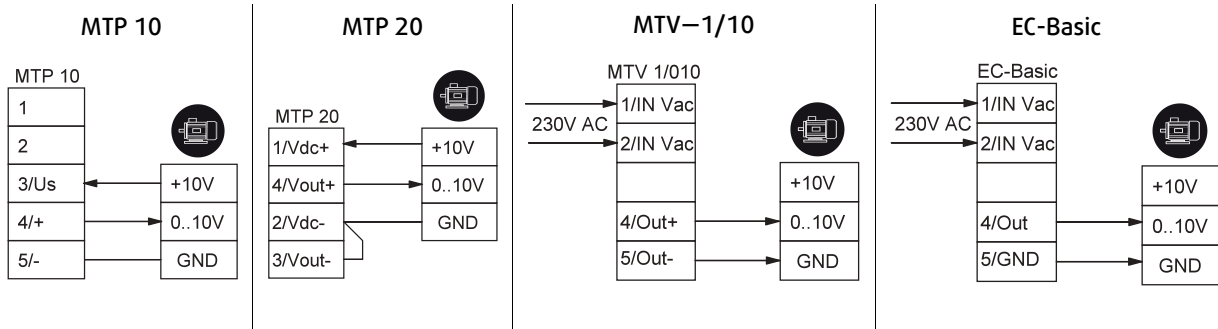 MTP 10
MTP 10
1
2
3/Us
+10V
4/+
0..10V
5/-
GND
MTP 20
MTP 20
1/Vdc+
+10V
4/Vout+
0..10V
2/Vdc-
GND
3/Vout-
MTV–1/10
MTV 1/010
1/IN Vac
230V AC
2/IN Vac
+10V
4/Out+
0..10V
5/Out-
GND
EC-Basic
EC-Basic
1/IN Vac
230V AC
2/IN Vac
+10V
4/Out
0..10V
5/GND
GND